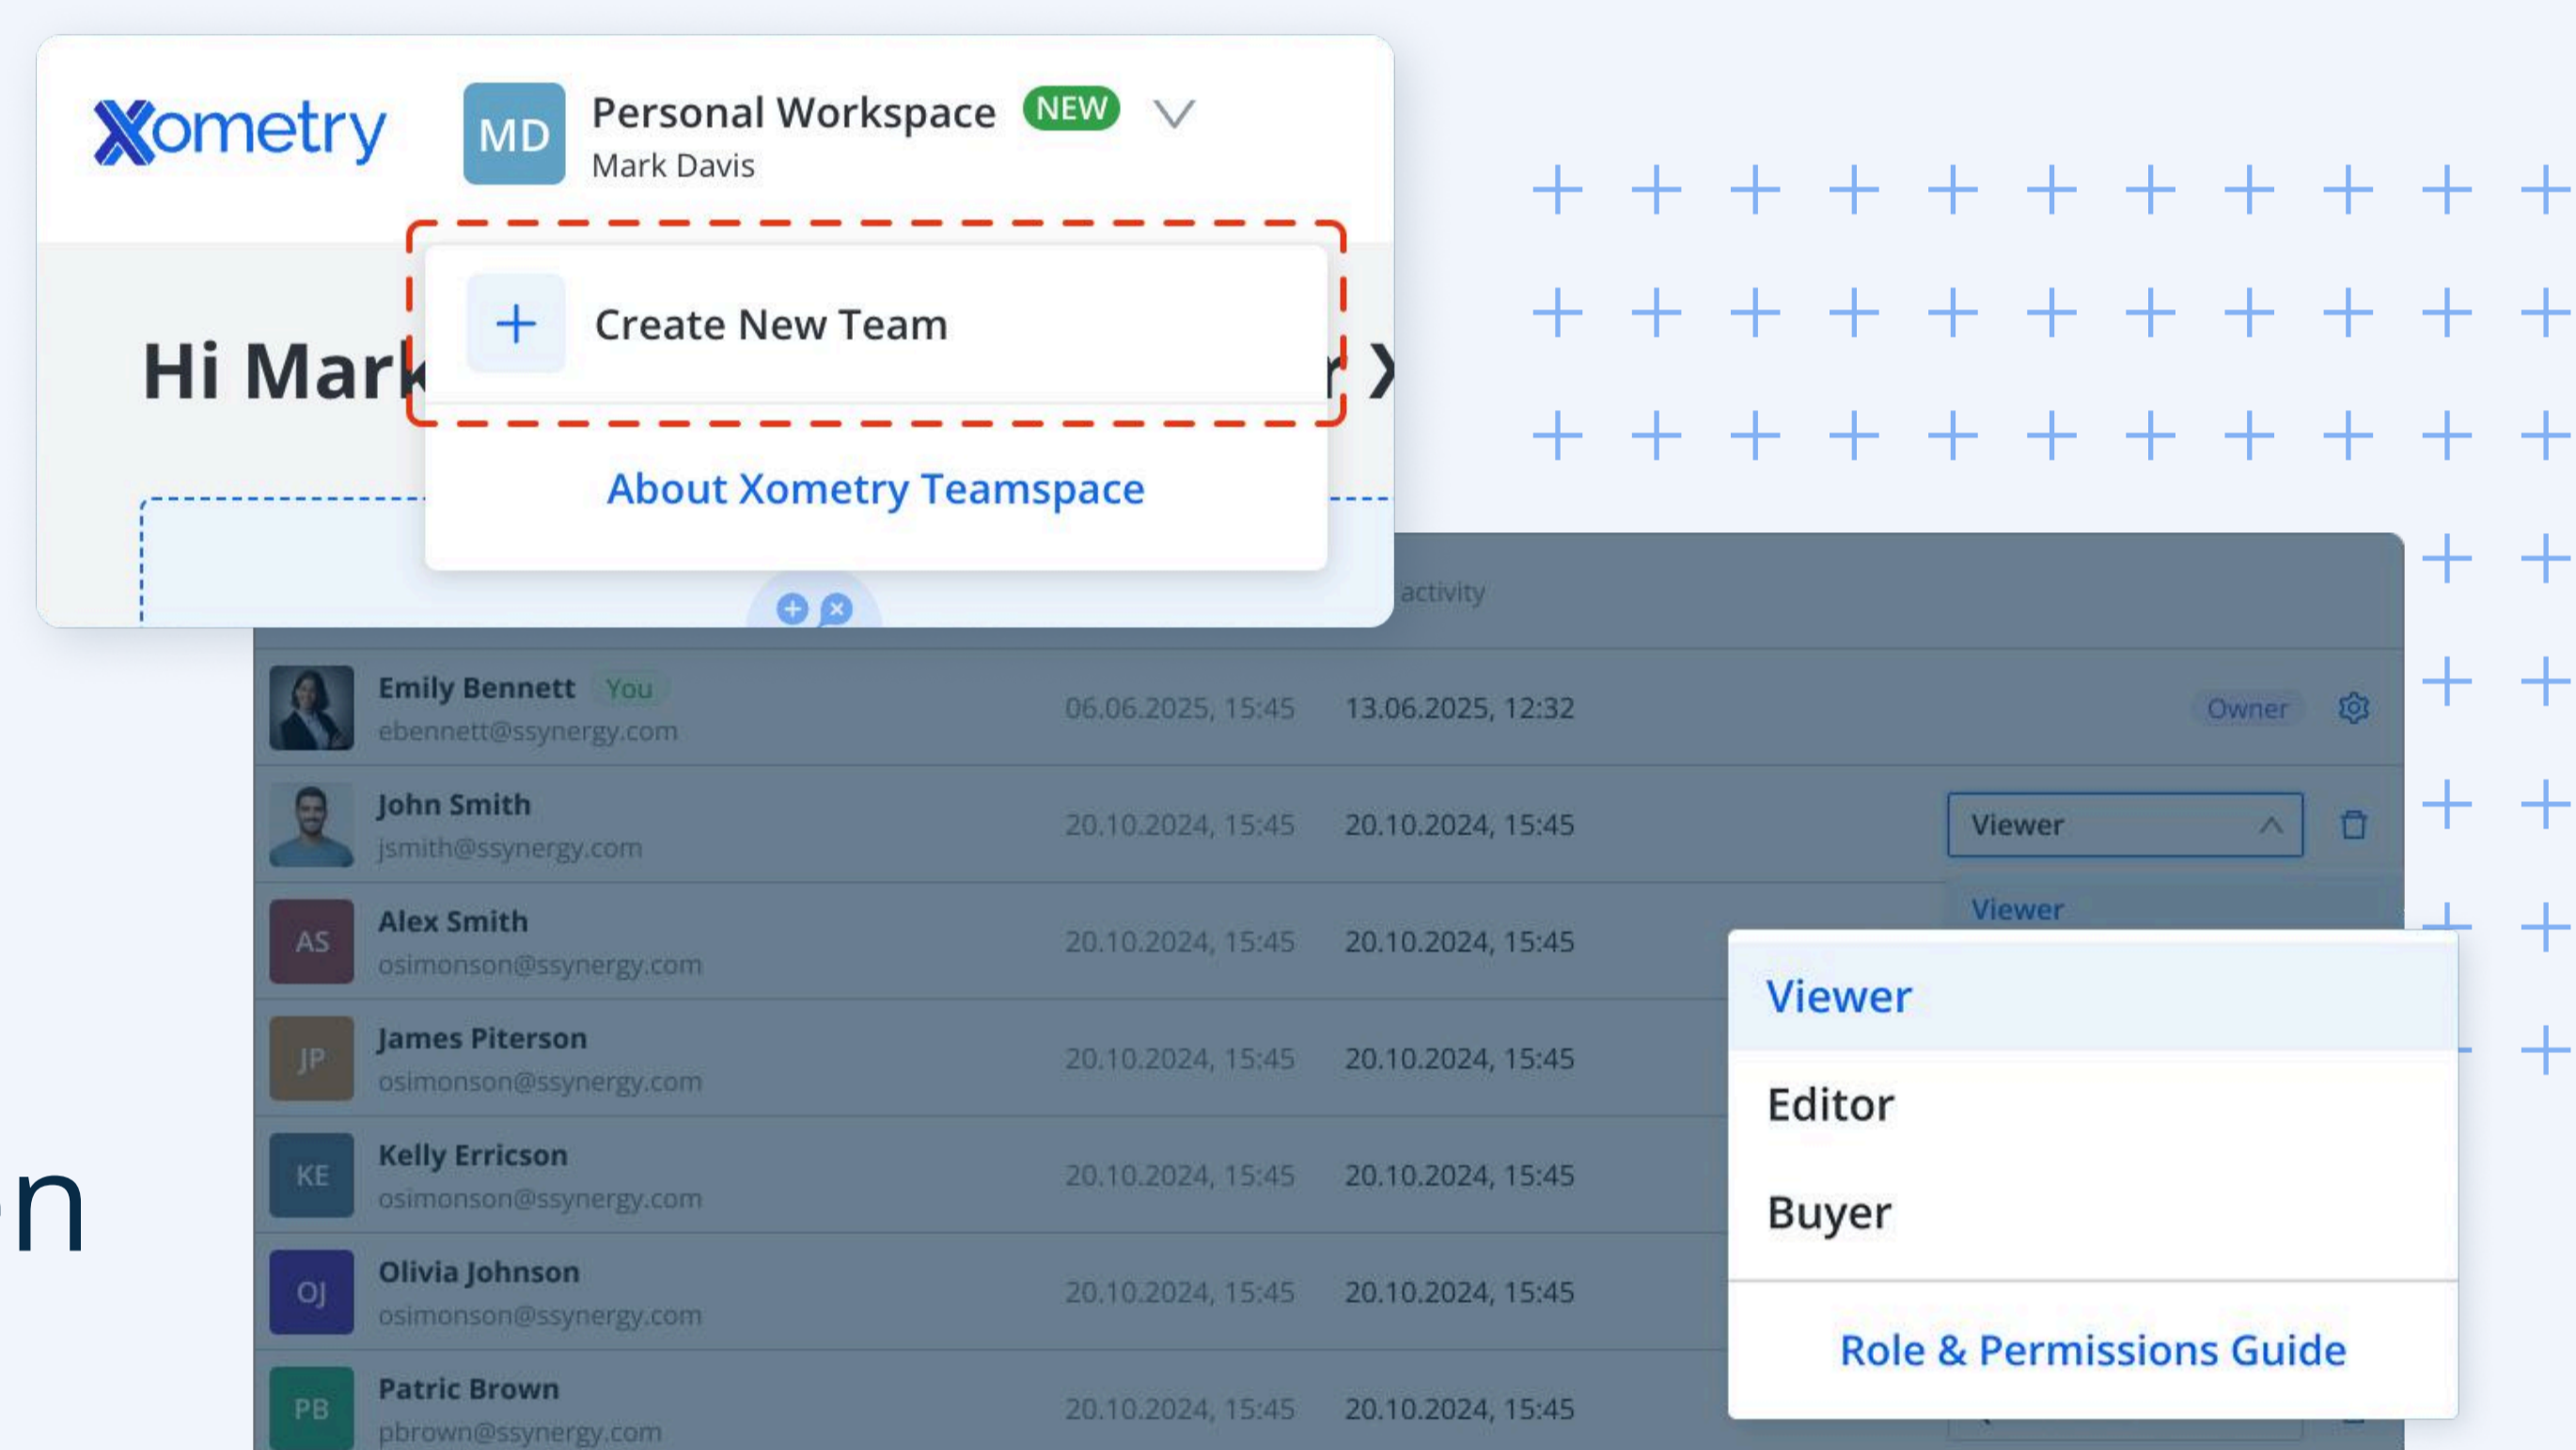 Xometry
MD
Personal Workspace NEW
Mark Davis
Create New Team
Hi Mark
About Xometry Teamspace
activity
Emily Bennett You
ebennett@ssynergy.com
06.06.2025, 15:45 13.06.2025, 12:32
Owner
John Smith
jsmith@ssynergy.com
20.10.2024, 15:45 20.10.2024, 15:45
Viewer
Viewer
AS
Alex Smith
osimonson@ssynergy.com
20.10.2024, 15:45 20.10.2024, 15:45
JP
James Piterson
osimonson@ssynergy.com
20.10.2024, 15:45 20.10.2024, 15:45
KE
Kelly Erricson
osimonson@ssynergy.com
20.10.2024, 15:45 20.10.2024, 15:45
OJ
Olivia Johnson
osimonson@ssynergy.com
20.10.2024, 15:45 20.10.2024, 15:45
PB
Patric Brown
pbrown@ssynergy.com
20.10.2024, 15:45 20.10.2024, 15:45
Viewer
Editor
Buyer
Role & Permissions Guide